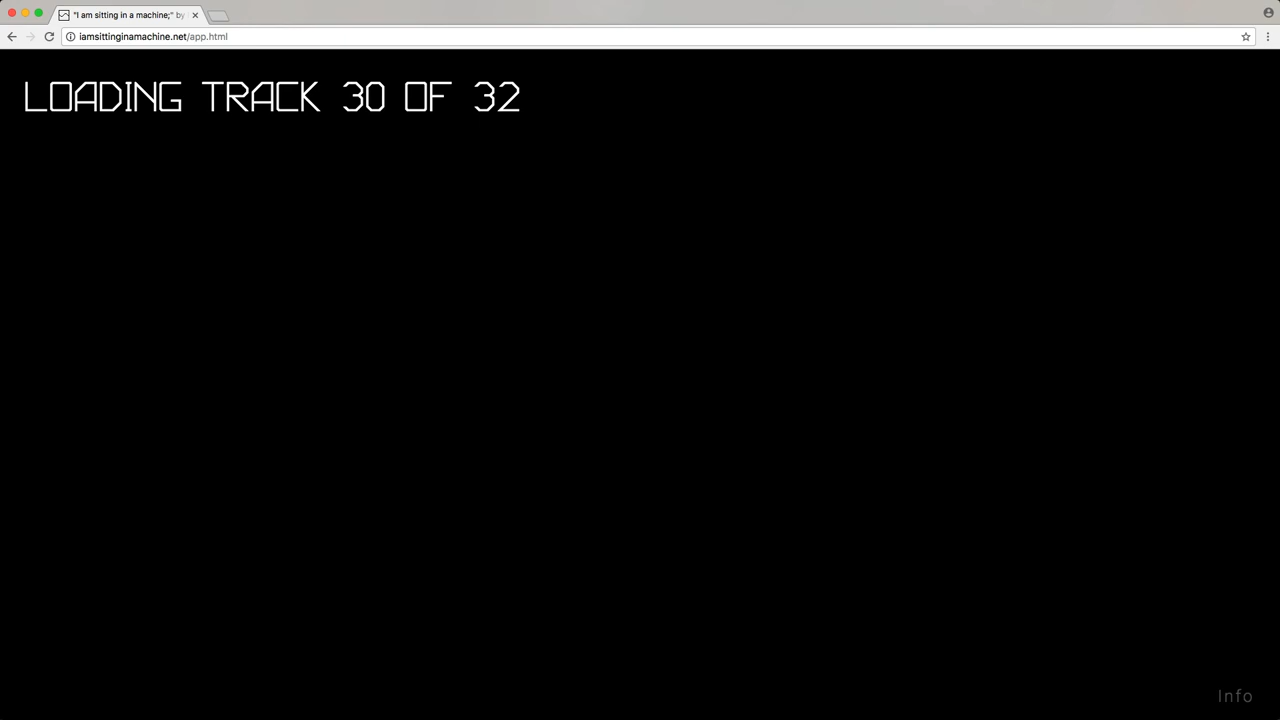 "I am sitting in a machine;" by
iamsittinginamachine.net/app.html
LOADING TRACK 30 OF 32
Info